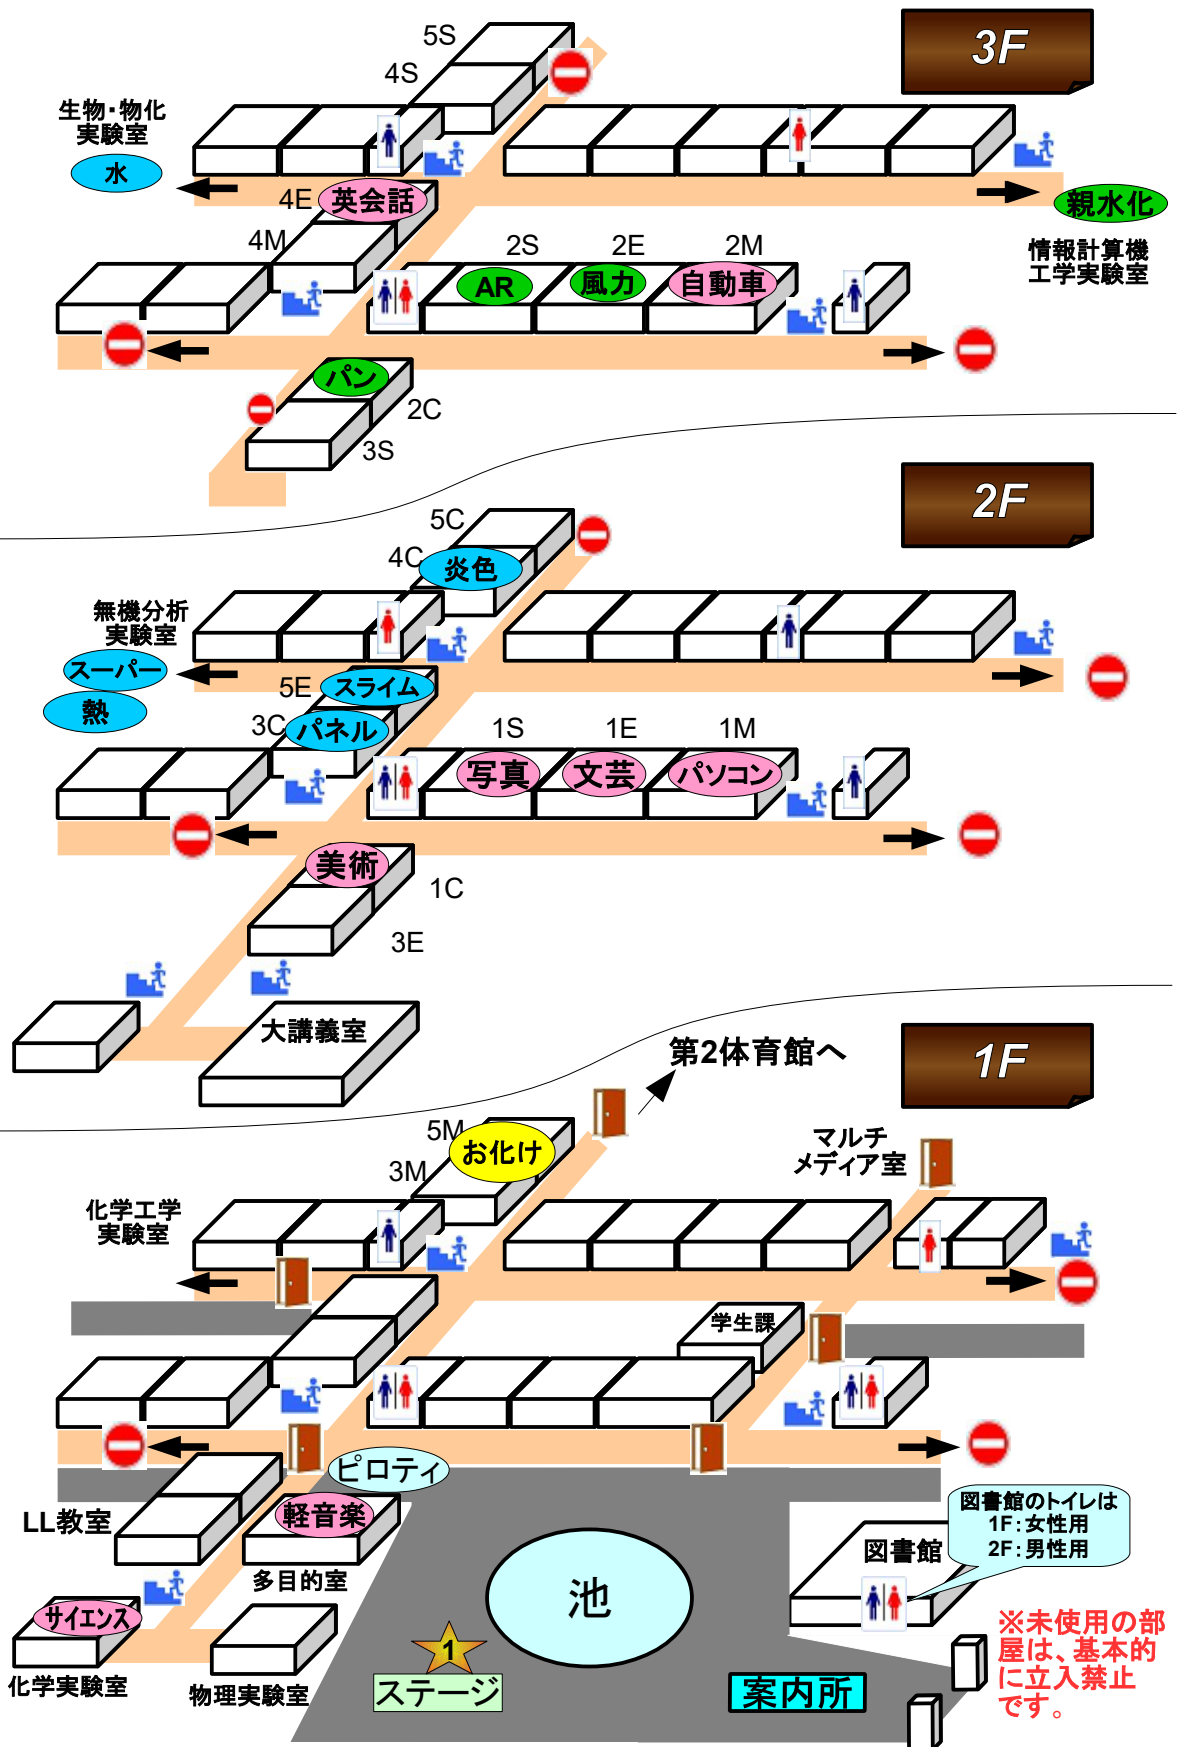 3F
5S
4S
生物・物化
実験室
水
4E
英会話
4M
親水化
情報計算機
工学実験室
2S
2E
2M
AR
風力
自動車
パン
2C
3S
2F
5C
4C
炎色
無機分析
実験室
スーパー
熱
5E
スライム
3C
パネル
1S
1E
1M
写真
文芸
パソコン
美術
1C
3E
大講義室
1F
第2体育館へ
5M
お化け
3M
マルチ
メディア室
化学工学
実験室
学生課
ピロティ
LL教室
軽音楽
多目的室
図書館のトイレは
1F:女性用
2F:男性用
図書館
池
サイエンス
化学実験室
物理実験室
1
ステージ
案内所
※未使用の部
屋は、基本的
に立入禁止
です。